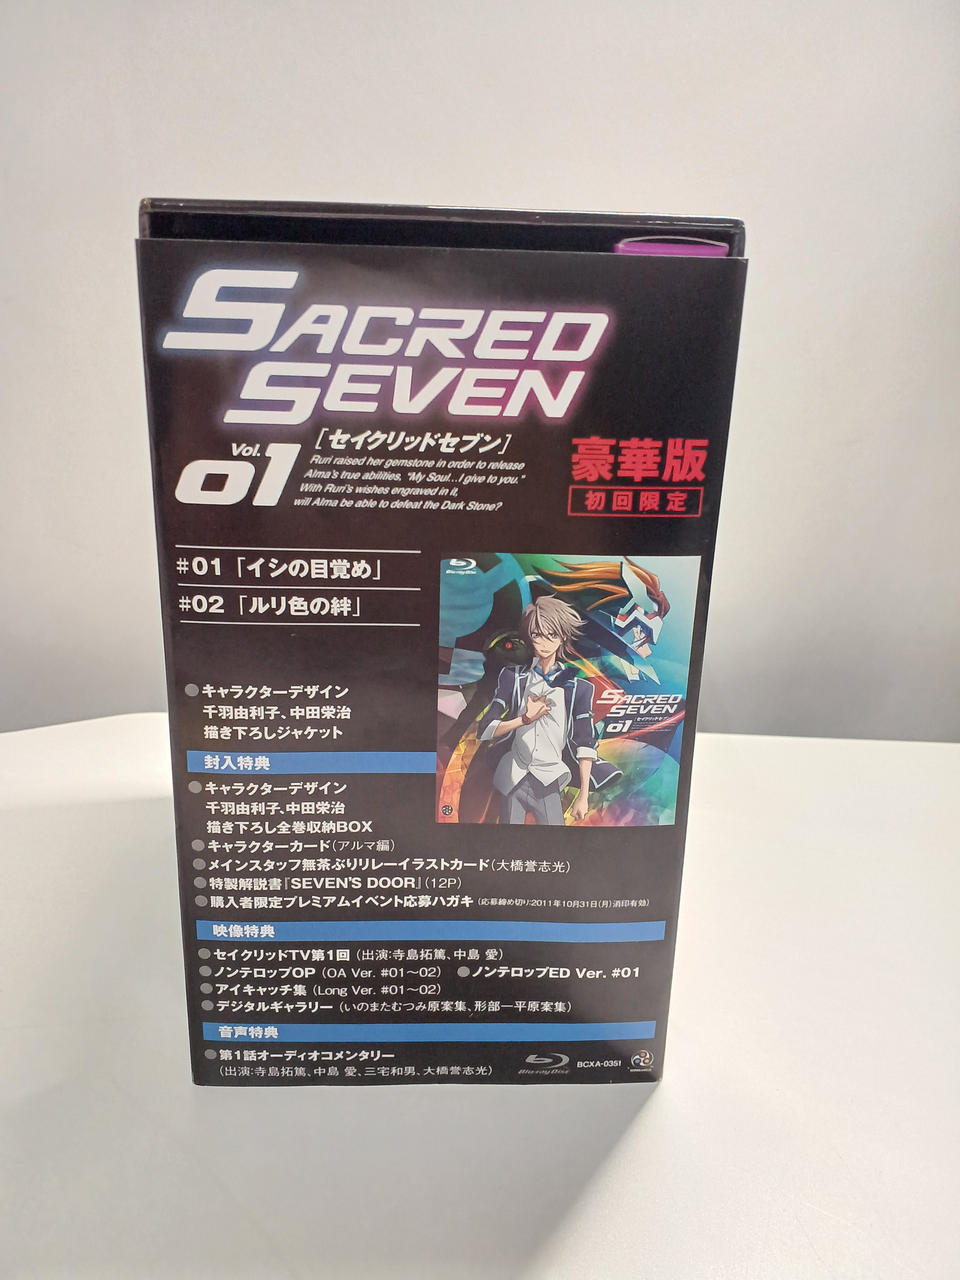 SACRED
SEVEN
[セイクリッドセブン]
Vol.
01
Ruri raised her gemstone in order to release
Alma's true abilities, "My Soul...I give to you."
With Ruri's wishes engraved in it,
will Alma be able to defeat the Dark Stone?
豪華版
初回限定
#01「イシの目覚め」
#02「ルリ色の絆」
Blu-ray Disc
SACRED
SEVEN
[セイクリッドセブン]
01
●キャラクターデザイン
千羽由利子、中田栄治
描き下ろしジャケット
封入特典
●キャラクターデザイン
千羽由利子、中田栄治
描き下ろし全巻収納BOX
●キャラクターカード(アルマ編)
●メインスタッフ無茶ぶりリレーイラストカード(大橋誉志光)
●特製解説書『SEVEN'S DOOR』(12P)
●購入者限定プレミアムイベント応募ハガキ(応募締め切り:2011年10月31日(月)消印有効)
映像特典
●セイクリッドTV第1回(出演:寺島拓篤、中島 愛)
●ノンテロップOP(OA Ver. #01～02) ●ノンテロップED Ver. #01
●アイキャッチ集(Long Ver. #01～02)
●デジタルギャラリー(いのまたむつみ原案集、形部一平原案集)
音声特典
●第1話オーディオコメンタリー
(出演:寺島拓篤、中島 愛、三宅和男、大橋誉志光)
Blu-ray Disc
BCXA-0351